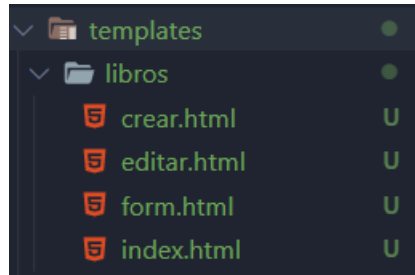 templates
libros
crear.html U
editar.html U
form.html U
index.html U